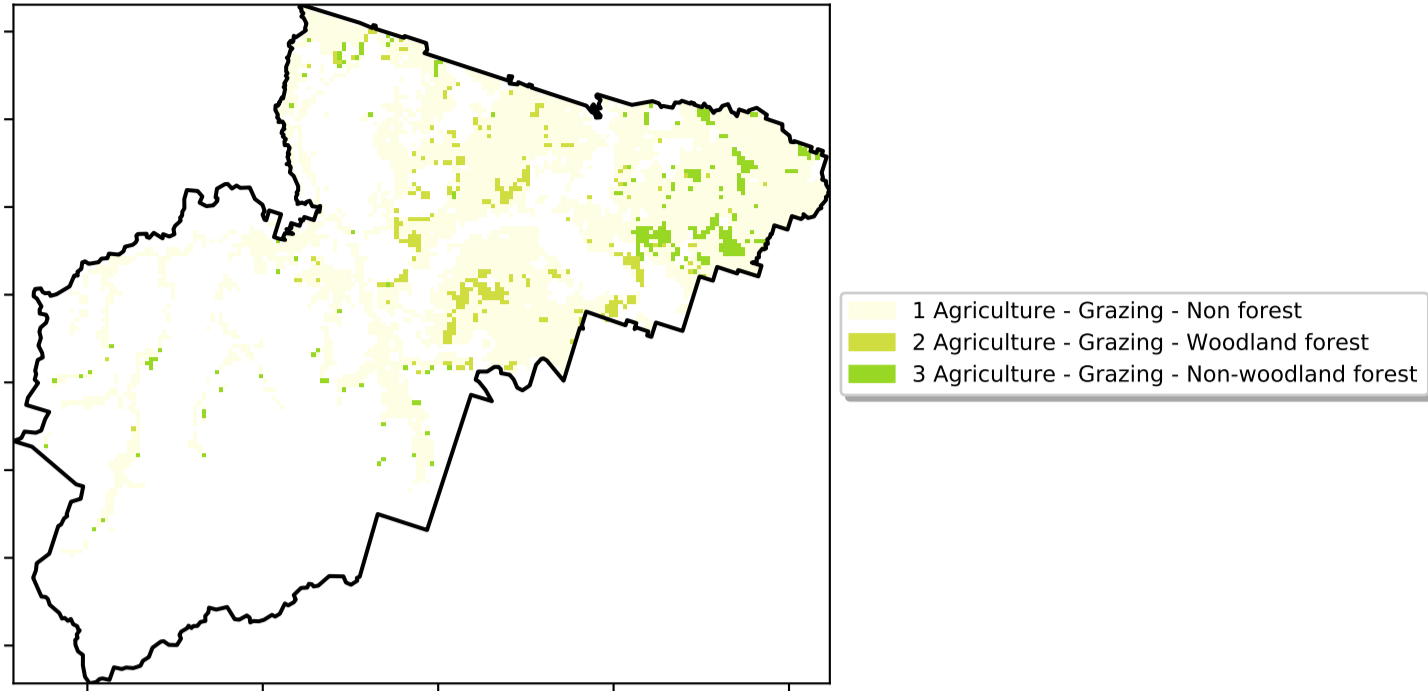 1 Agriculture - Grazing - Non forest
2 Agriculture - Grazing - Woodland forest
3 Agriculture - Grazing - Non-woodland forest